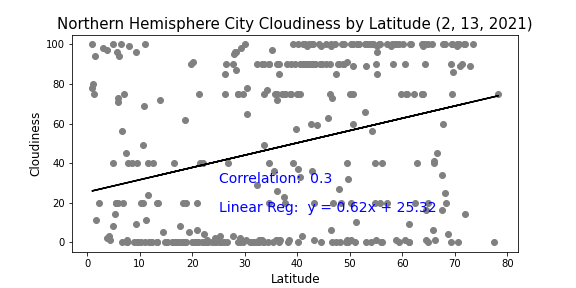 Northern Hemisphere City Cloudiness by Latitude (2, 13, 2021)
100
80
60
40
20
0
Cloudiness
Correlation:  0.3
Linear Reg:  y = 0.62x + 25.32
0 10 20 30 40 50 60 70 80
Latitude